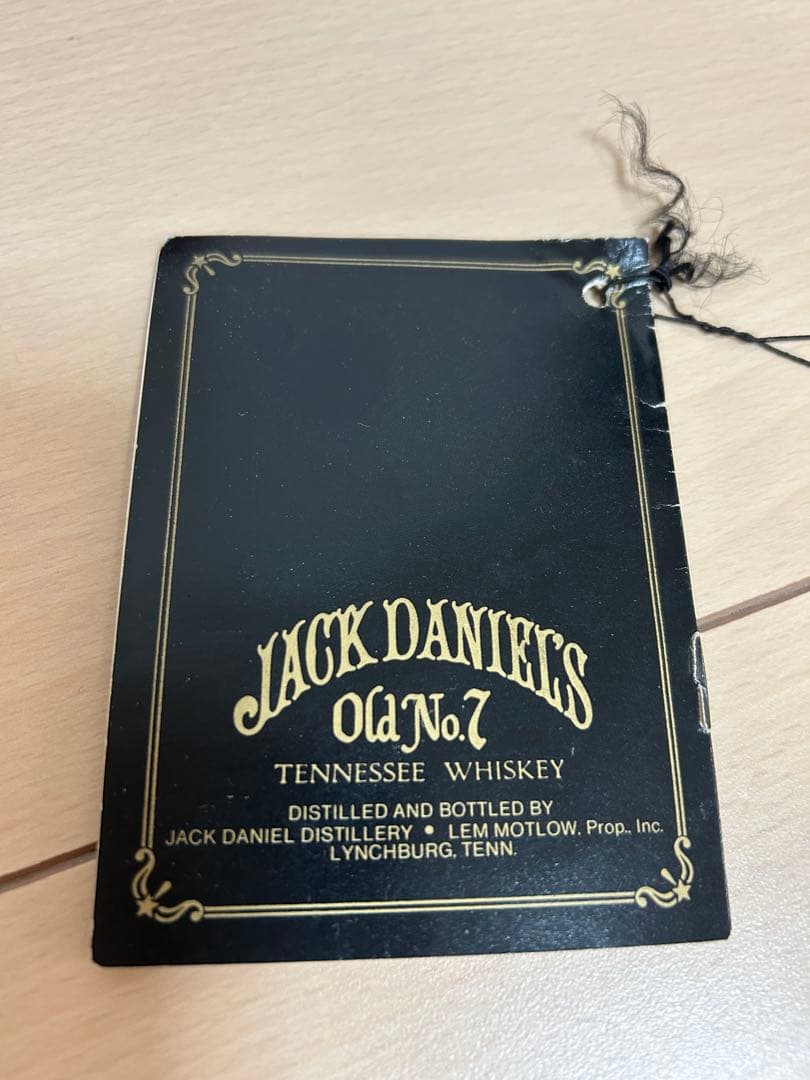 JACK DANIEL'S
Old No.7
TENNESSEE WHISKEY
DISTILLED AND BOTTLED BY
JACK DANIEL DISTILLERY • LEM MOTLOW, Prop., Inc.
LYNCHBURG, TENN.